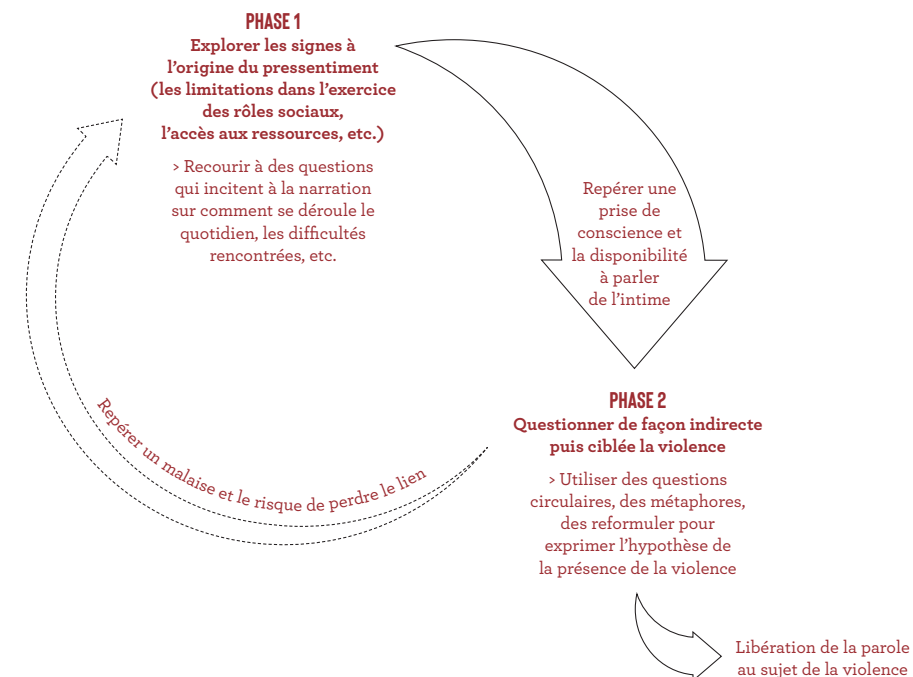 PHASE 1
Explorer les signes à
l'origine du pressentiment
(les limitations dans l'exercice
des rôles sociaux,
l'accès aux ressources, etc.)
> Recourir à des questions
qui incitent à la narration
sur comment se déroule le
quotidien, les difficultés
rencontrées, etc.
Repérer une
prise de
conscience et
la disponibilité
à parler
de l'intime
PHASE 2
Questionner de façon indirecte
puis ciblée la violence
> Utiliser des questions
circulaires, des métaphores,
des reformuler pour
exprimer l'hypothèse de
la présence de la violence
Repérer un malaise et le risque de perdre le lien
Libération de la parole
au sujet de la violence